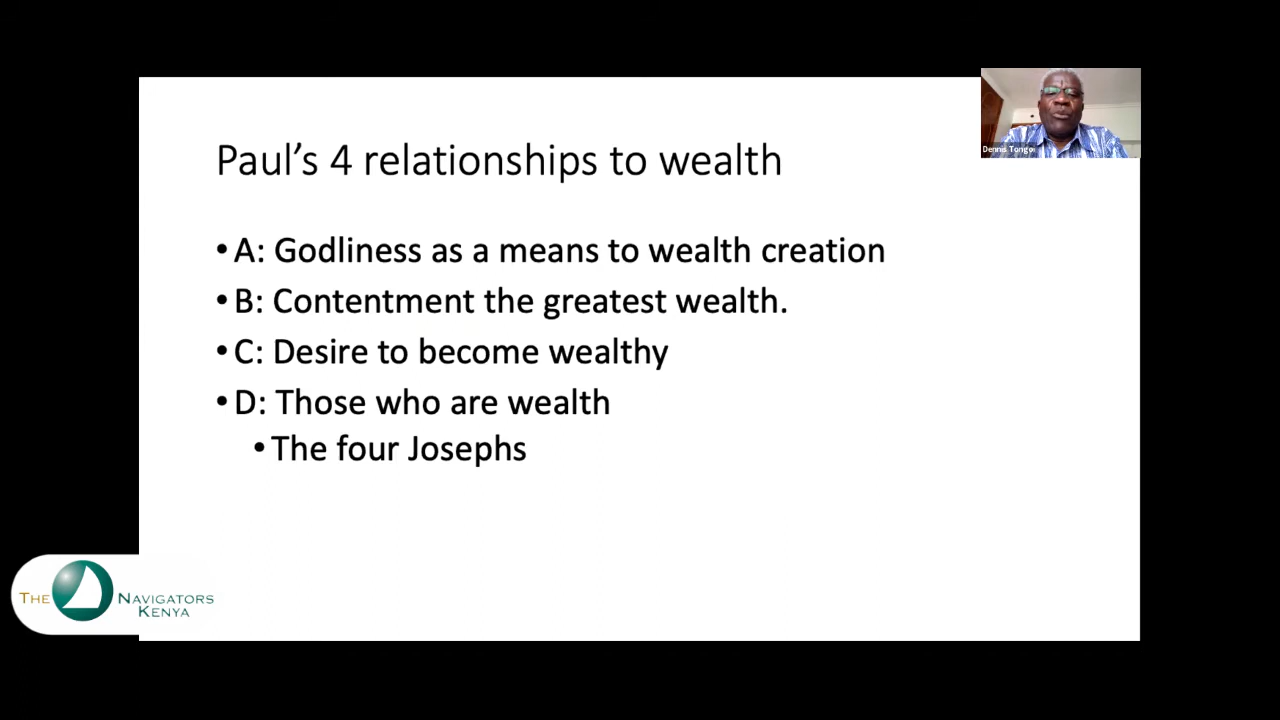 Paul’s 4 relationships to wealth
• A: Godliness as a means to wealth creation
• B: Contentment the greatest wealth.
• C: Desire to become wealthy
• D: Those who are wealth
• The four Josephs
Dennis Tongoi
THE NAVIGATORS
KENYA